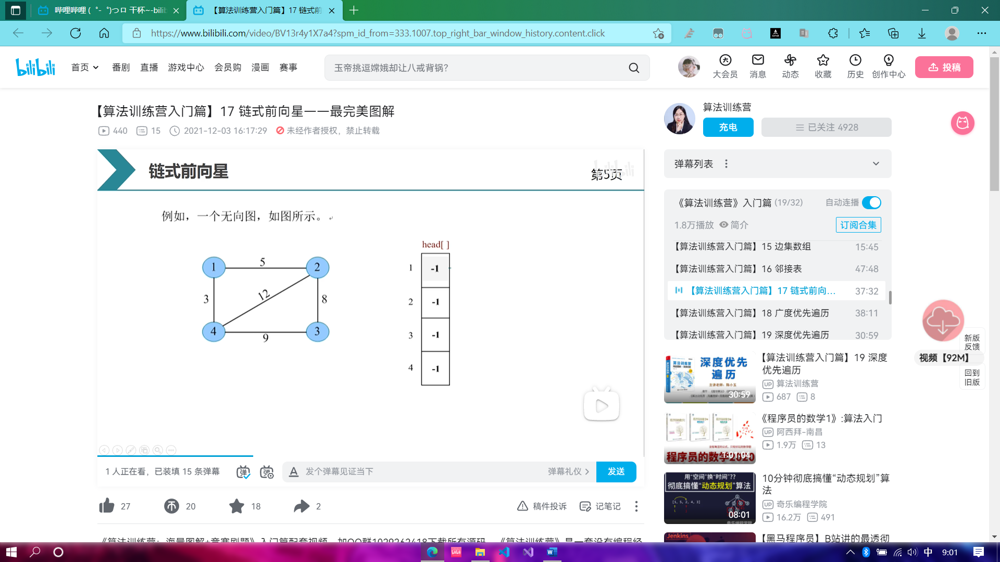 哔哩哔哩 (゜-゜)つロ 干杯~-bilib
【算法训练营入门篇】17 链式前向
https://www.bilibili.com/video/BV13r4y1X7a4?spm_id_from=333.1007.top_right_bar_window_history.content.click
bilibili
首页
番剧
直播
游戏中心
会员购
漫画
赛事
玉帝挑逗嫦娥却让八戒背锅?
大会员
消息
动态
收藏
历史
创作中心
投稿
【算法训练营入门篇】17 链式前向星——最完美图解
440
15
2021-12-03 16:17:29
未经作者授权，禁止转载
算法训练营
充电
已关注 4928
弹幕列表
链式前向星
第5页
bilibili
例如，一个无向图，如图所示。
head[ ]
1 5 2
3 12 8
4 9 3
1 -1
2 -1
3 -1
4 -1
《算法训练营》入门篇 (19/32)
自动连播
1.8万播放
简介
订阅合集
【算法训练营入门篇】15 边集数组 15:45
【算法训练营入门篇】16 邻接表 47:48
【算法训练营入门篇】17 链式前向... 37:32
【算法训练营入门篇】18 广度优先遍历 38:11
【算法训练营入门篇】19 深度优先遍历 30:59
新版
反馈
视频【92M】
回到
旧版
深度优先
遍历
主讲老师：陈小玉
30:59
【算法训练营入门篇】19 深度
优先遍历
UP 算法训练营
687 8
程序员的数学2020
1:01:04
《程序员的数学1》:算法入门
UP 阿西拜-南昌
1.9万 13
用“空间”换“时间”??
彻底搞懂“动态规划”算法
[1, 5, 2, 4, 3]
08:01
10分钟彻底搞懂“动态规划”算
法
UP 奇乐编程学院
16.2万 491
Jenkins
【黑马程序员】B站讲的最透彻
1 人正在看，已装填 15 条弹幕
弹
弹
A
发个弹幕见证当下
弹幕礼仪
发送
27
20
18
2
稿件投诉
记笔记
《算法训练营：海量图解+竞赛刷题》入门篇配套视频，加QQ群1029262418下载所有源码。《算法训练营》是一套没有编程经
中
9:01